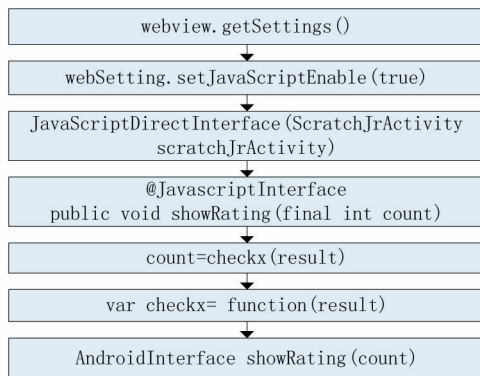 webview.getSettings()
webSetting.setJavaScriptEnable(true)
JavaScriptDirectInterface(ScratchJrActivity
scratchJrActivity)
@JavascriptInterface
public void showRating(final int count)
count=checkx(result)
var checkx= function(result)
AndroidInterface showRating(count)